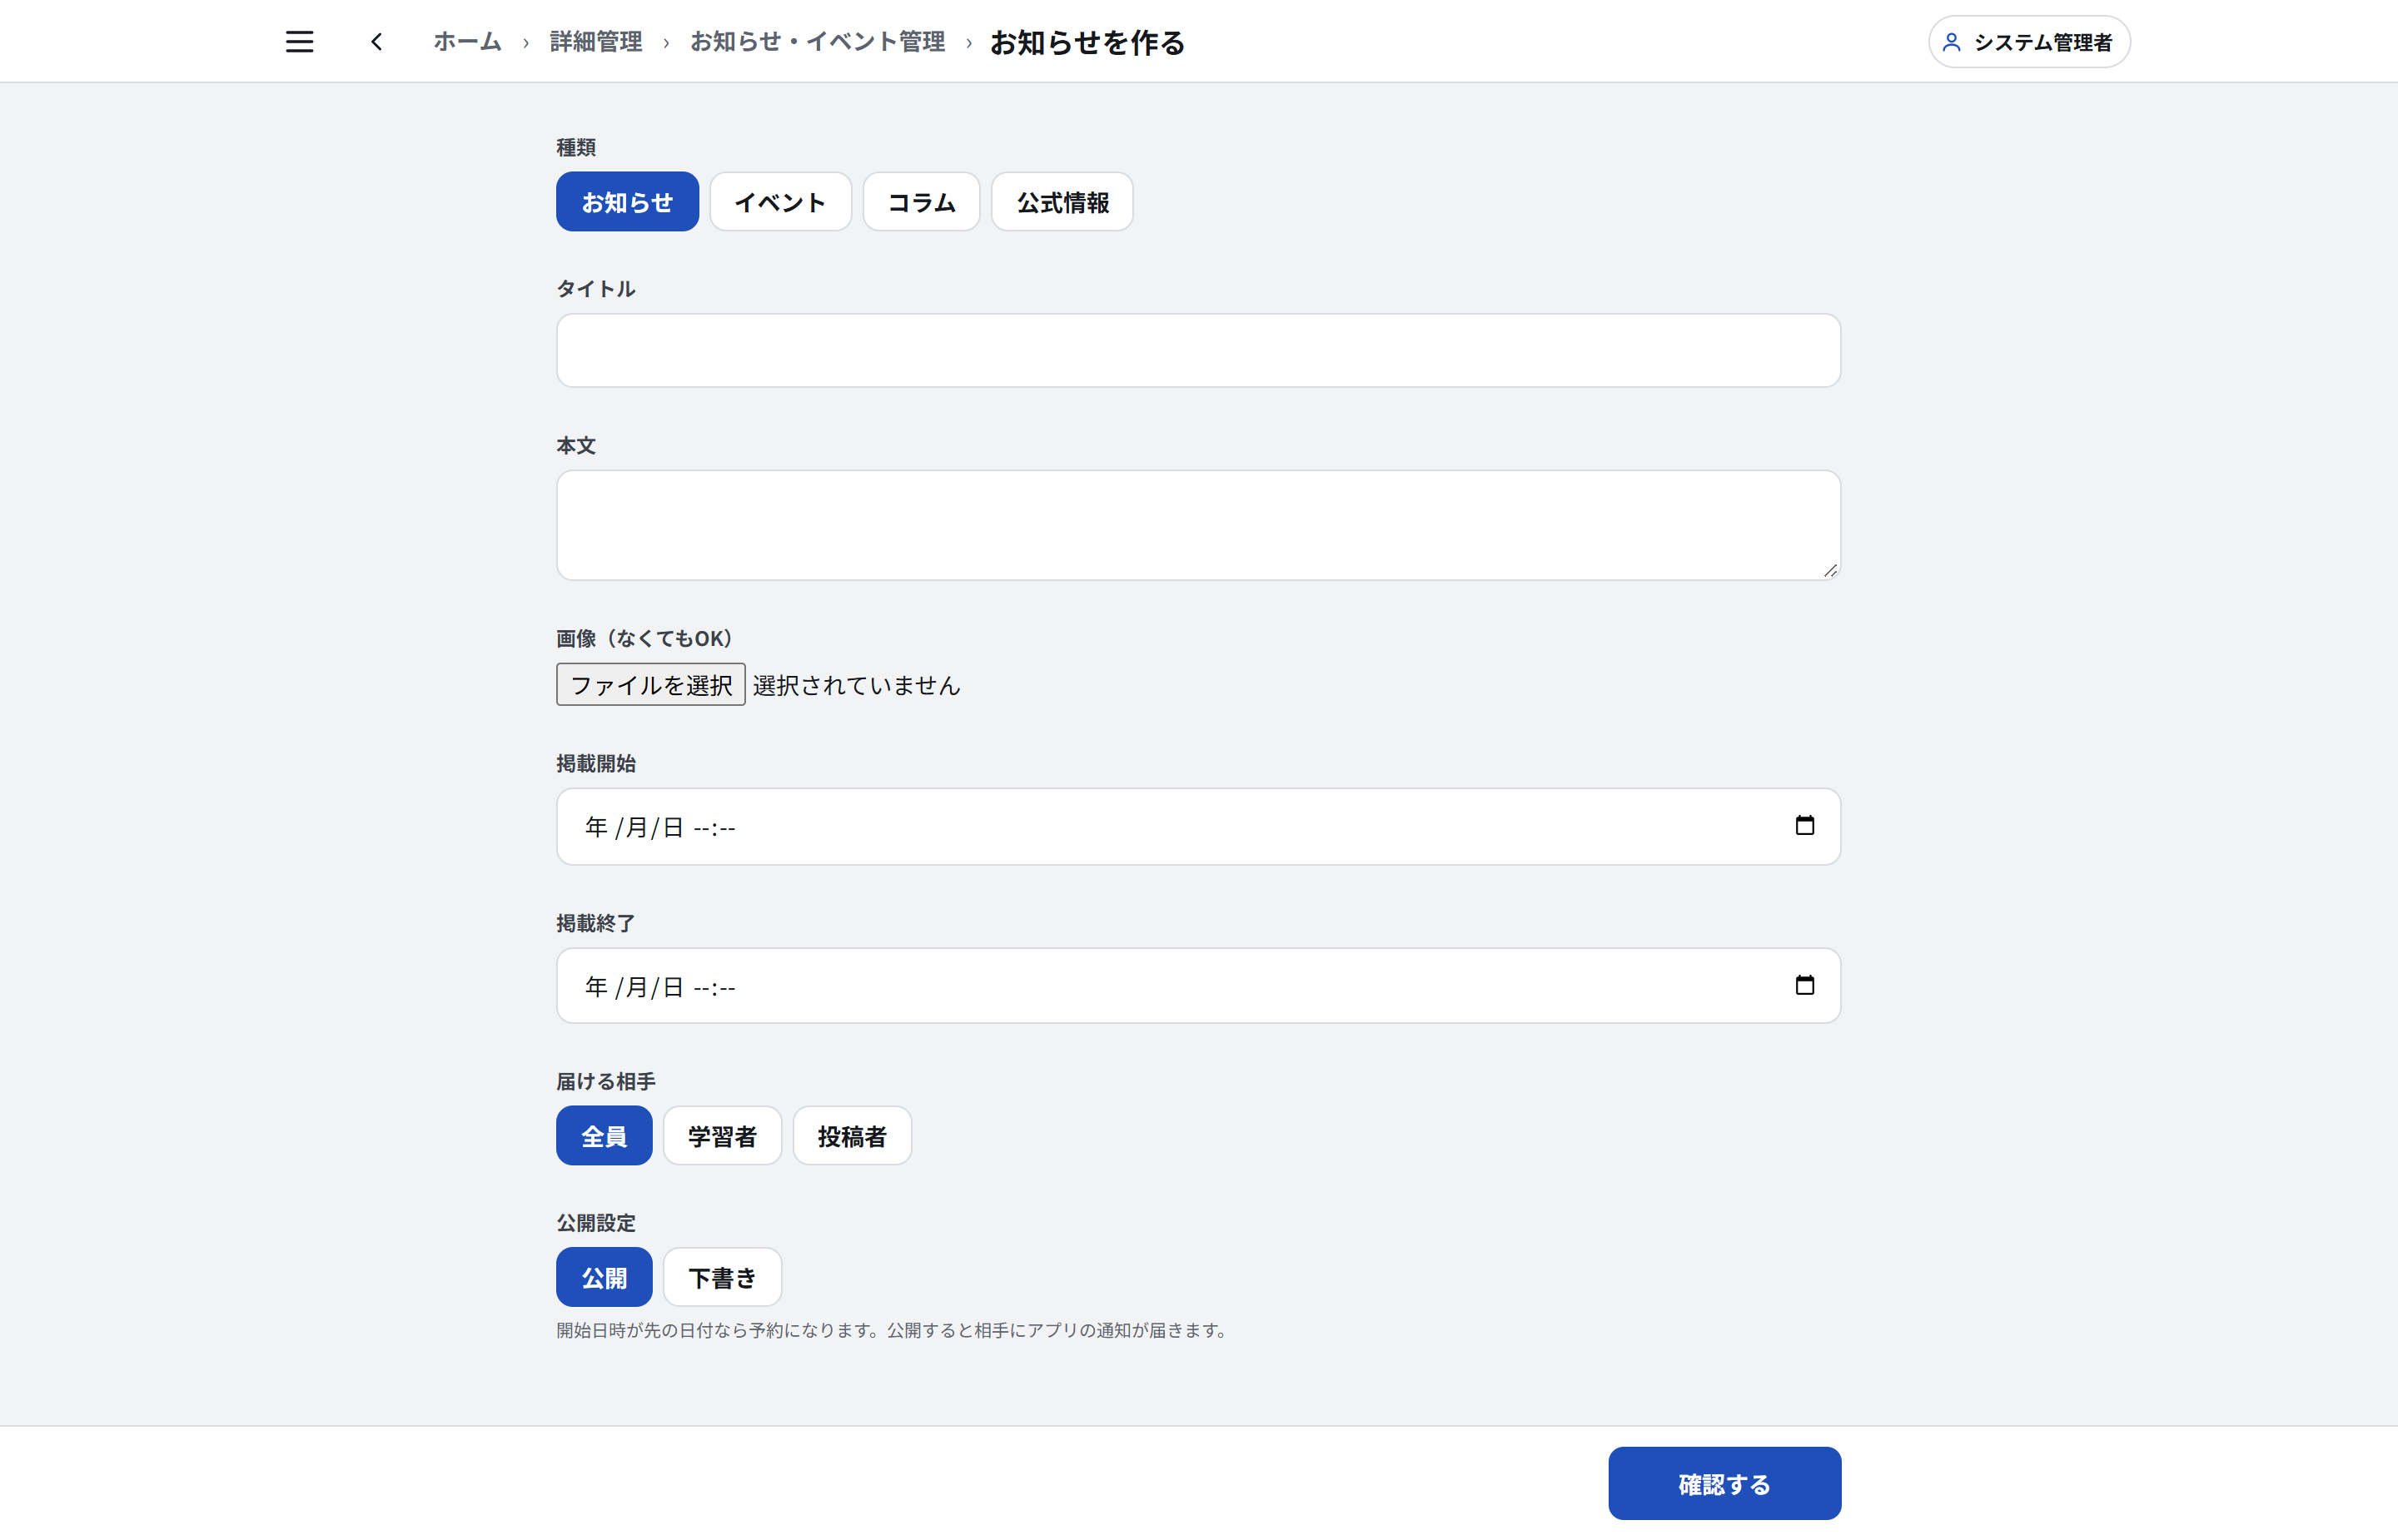 ホーム › 詳細管理 › お知らせ・イベント管理 › お知らせを作る
システム管理者
種類
お知らせ イベント コラム 公式情報
タイトル
本文
画像（なくてもOK）
ファイルを選択 選択されていません
掲載開始
年 /月/日 --:--
掲載終了
年 /月/日 --:--
届ける相手
全員 学習者 投稿者
公開設定
公開 下書き
開始日時が先の日付なら予約になります。公開すると相手にアプリの通知が届きます。
確認する